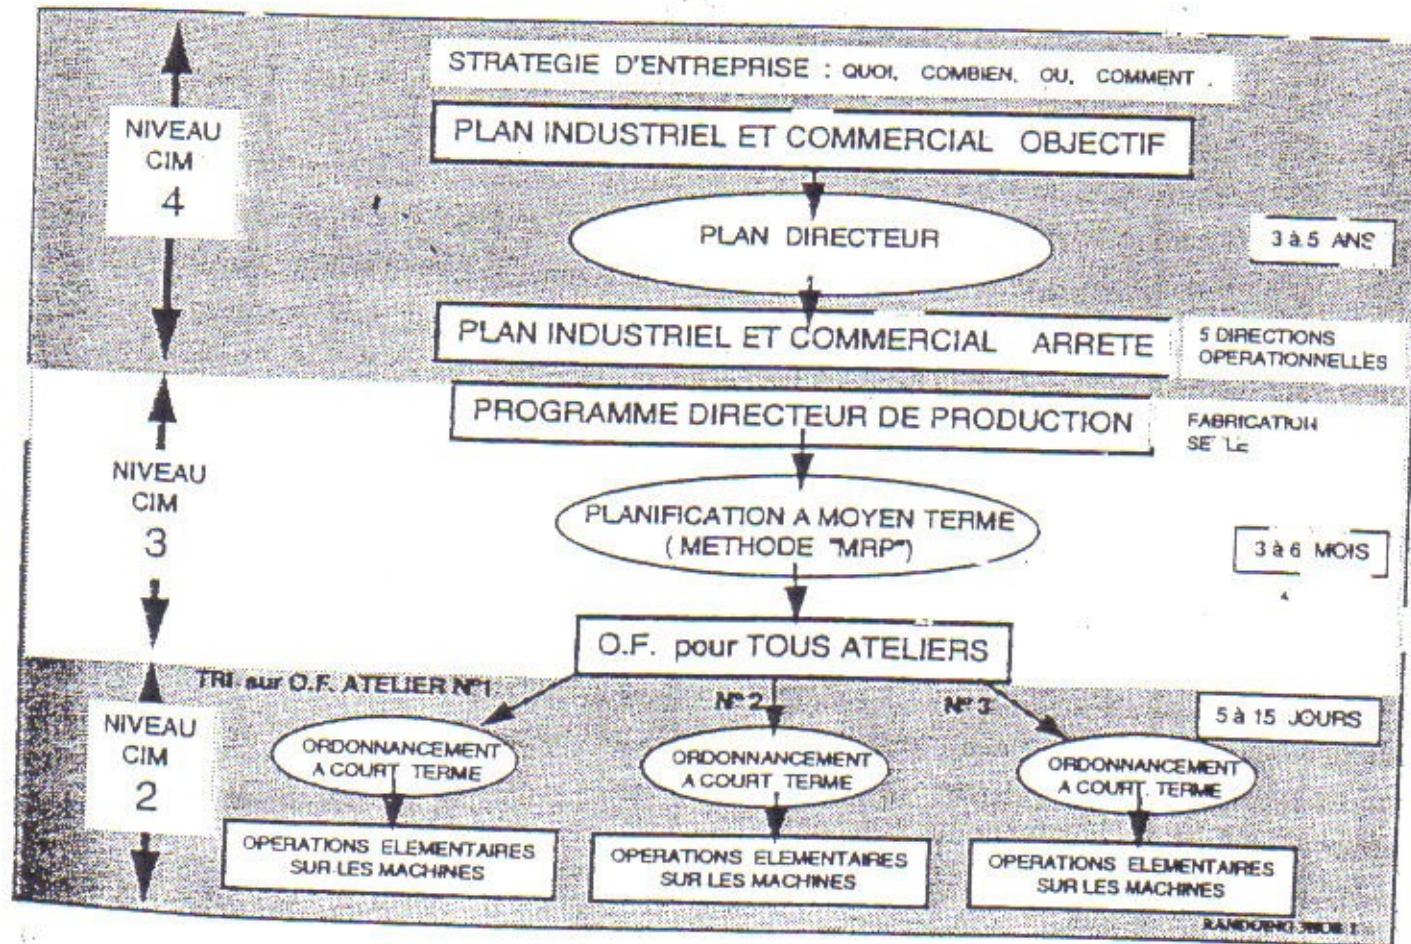 STRATEGIE D'ENTREPRISE : QUOI, COMBIEN, OU, COMMENT .
NIVEAU
CIM
4
PLAN INDUSTRIEL ET COMMERCIAL OBJECTIF
PLAN DIRECTEUR
3 à 5 ANS
PLAN INDUSTRIEL ET COMMERCIAL ARRETE
5 DIRECTIONS
OPERATIONNELLES
PROGRAMME DIRECTEUR DE PRODUCTION
FABRICATION
NIVEAU
CIM
3
PLANIFICATION A MOYEN TERME
( METHODE "MRP")
3 à 6 MOIS
O.F. pour TOUS ATELIERS
TRI sur O.F. ATELIER N°1
N° 2
N° 3
5 à 15 JOURS
NIVEAU
CIM
2
ORDONNANCEMENT
A COURT TERME
ORDONNANCEMENT
A COURT TERME
ORDONNANCEMENT
A COURT TERME
OPERATIONS ELEMENTAIRES
SUR LES MACHINES
OPERATIONS ELEMENTAIRES
SUR LES MACHINES
OPERATIONS ELEMENTAIRES
SUR LES MACHINES